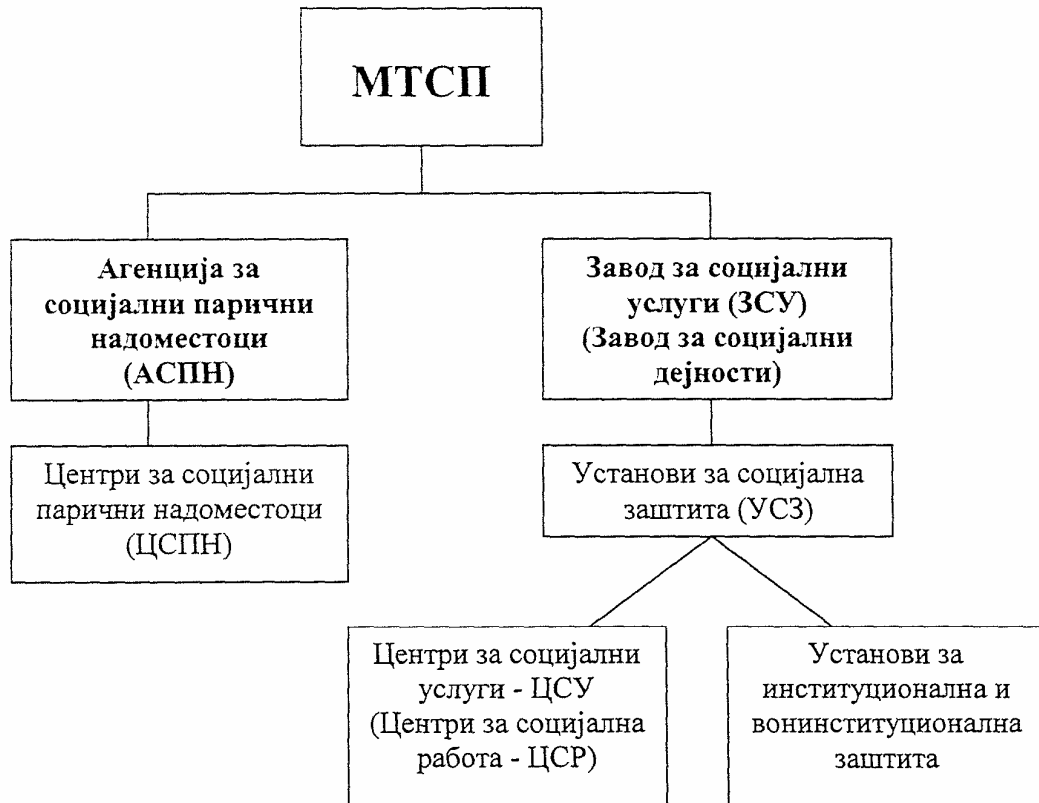 МТСП
Агенција за
социјални парични
надоместоци
(АСПН)
Завод за социјални
услуги (ЗСУ)
(Завод за социјални
дејности)
Центри за социјални
парични надоместоци
(ЦСПН)
Установи за социјална
заштита (УСЗ)
Центри за социјални
услуги - ЦСУ
(Центри за социјална
работа - ЦСР)
Установи за
институционална и
вонинституционална
заштита